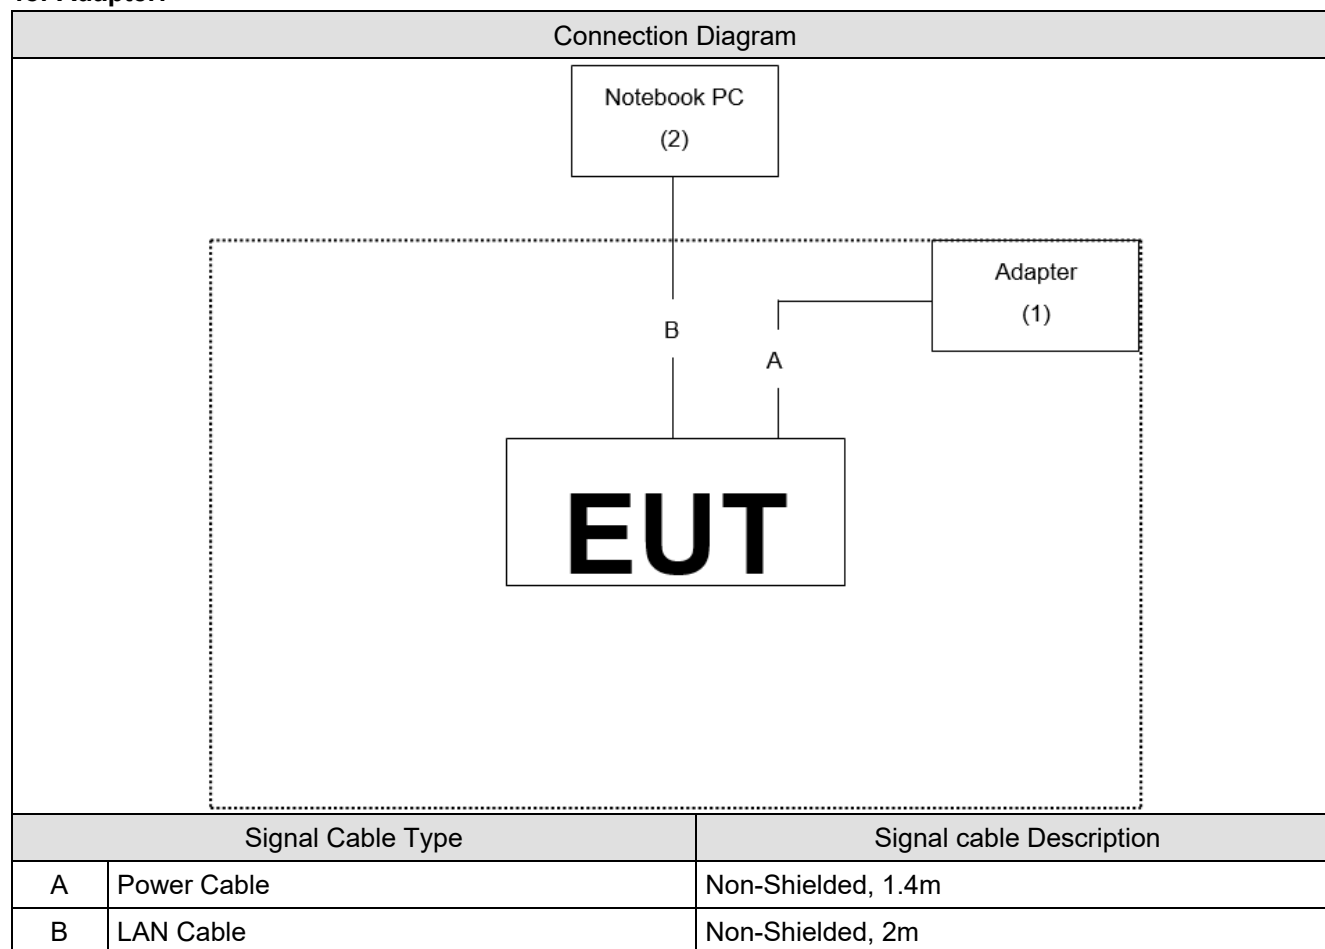 Connection Diagram
Notebook PC
(2)
Adapter
(1)
B
A
EUT
Signal Cable Type Signal cable Description
A Power Cable Non-Shielded, 1.4m
B LAN Cable Non-Shielded, 2m